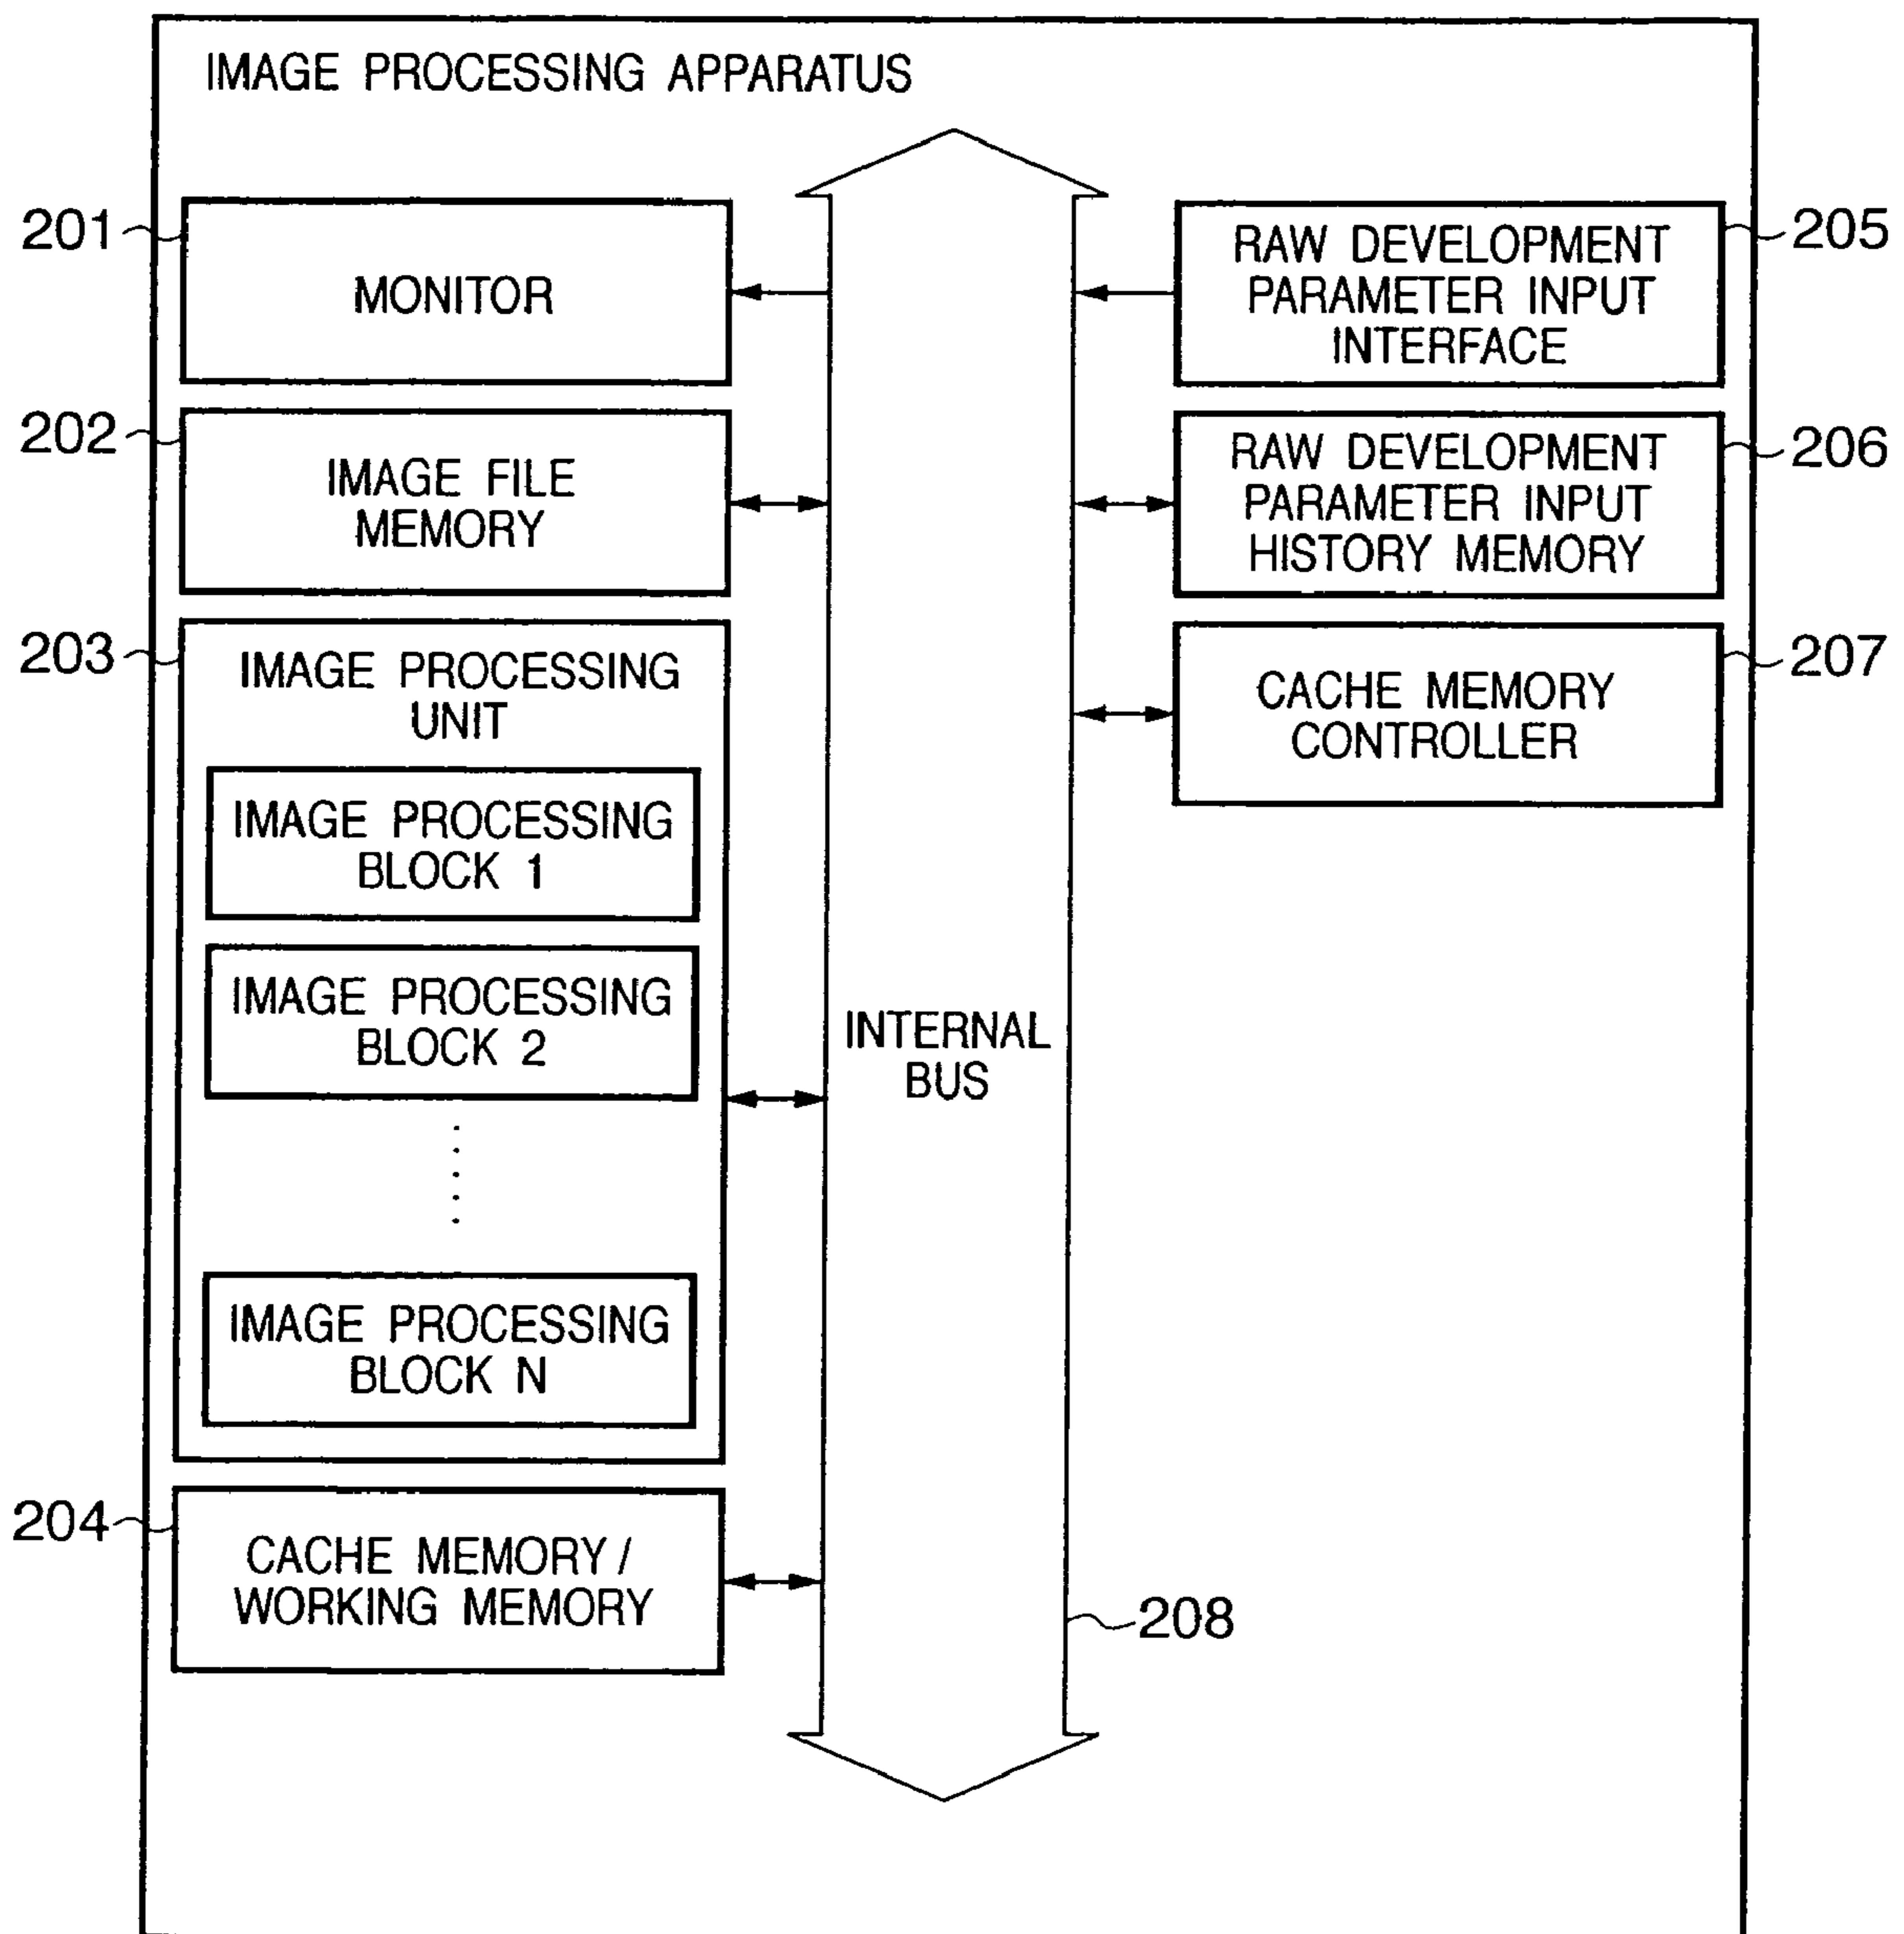 IMAGE PROCESSING APPARATUS
201
MONITOR
202
IMAGE FILE
MEMORY
203
IMAGE PROCESSING
UNIT
IMAGE PROCESSING
BLOCK 1
IMAGE PROCESSING
BLOCK 2
IMAGE PROCESSING
BLOCK N
204
CACHE MEMORY /
WORKING MEMORY
INTERNAL
BUS
208
RAW DEVELOPMENT
PARAMETER INPUT
INTERFACE
205
RAW DEVELOPMENT
PARAMETER INPUT
HISTORY MEMORY
206
CACHE MEMORY
CONTROLLER
207